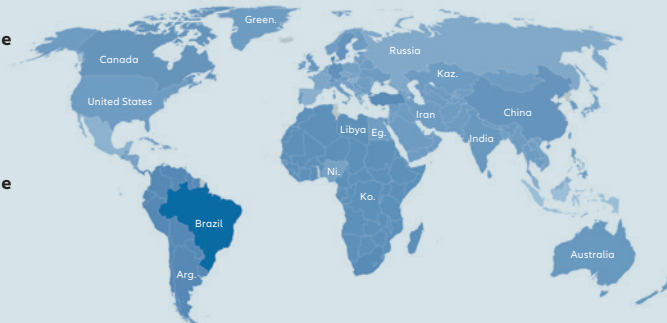 Green.
e
Russia
Canada
Kaz.
United States
China
Iran
Libya
Eg.
India
Ni.
e
Ko.
Brazil
Australia
Arg.